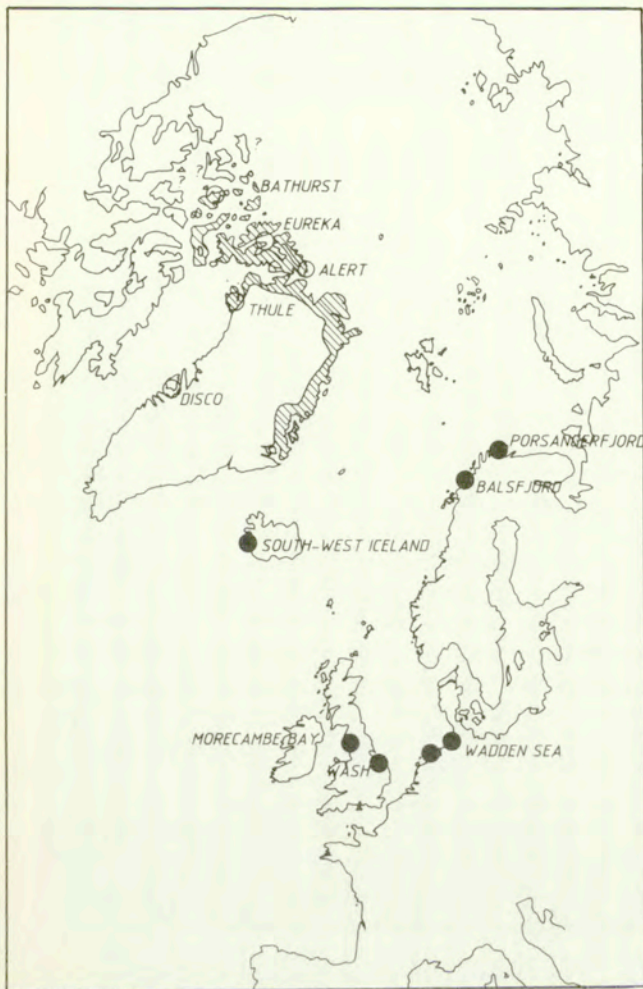 ?
? ?
BATHURST
EUREKA
ALERT
THULE
DISCO
PORSANGERFJORD
BALSFJORD
SOUTH-WEST ICELAND
MORECAMBE BAY
WADDEN SEA
WASH